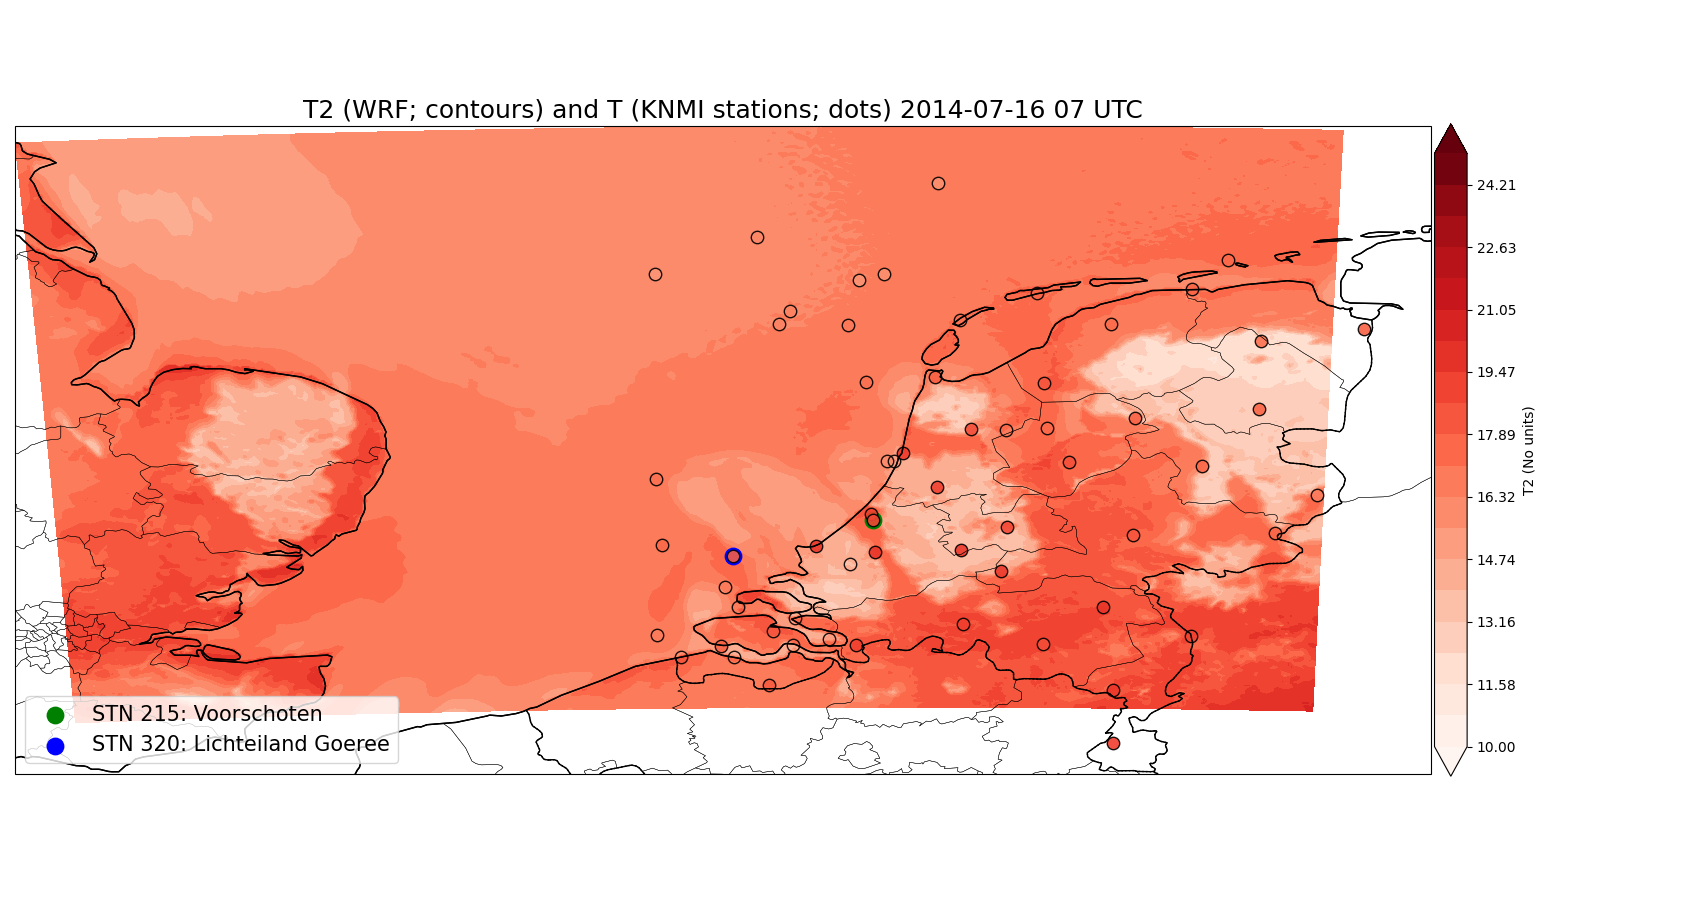 T2 (WRF; contours) and T (KNMI stations; dots) 2014-07-16 07 UTC
24.21
22.63
21.05
19.47
17.89
16.32
14.74
13.16
11.58
10.00
T2 (No units)
STN 215: Voorschoten
STN 320: Lichteiland Goeree